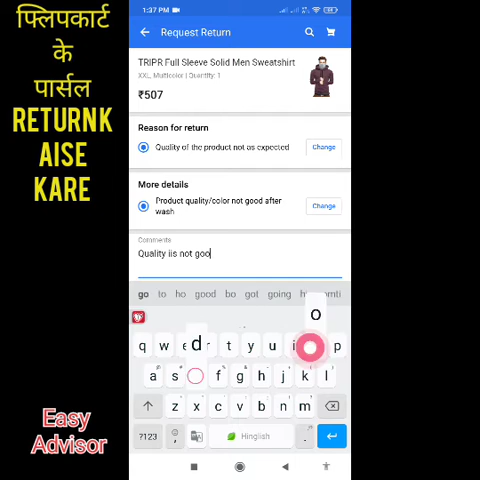 फ्लिपकार्ट
के
पार्सल
RETURNK
AISE
KARE
Easy
Advisor
1:37 PM
Request Return
TRIPR Full Sleeve Solid Men Sweatshirt
XXL, Multicolor | Quantity: 1
₹507
Reason for return
Quality of the product not as expected
Change
More details
Product quality/color not good after
wash
Change
Comments
Quality iis not goo
go to ho good bo got going
o
q w e d r t y u i p
a s f g h j k l
z x c v b n m
?123 , Hinglish .